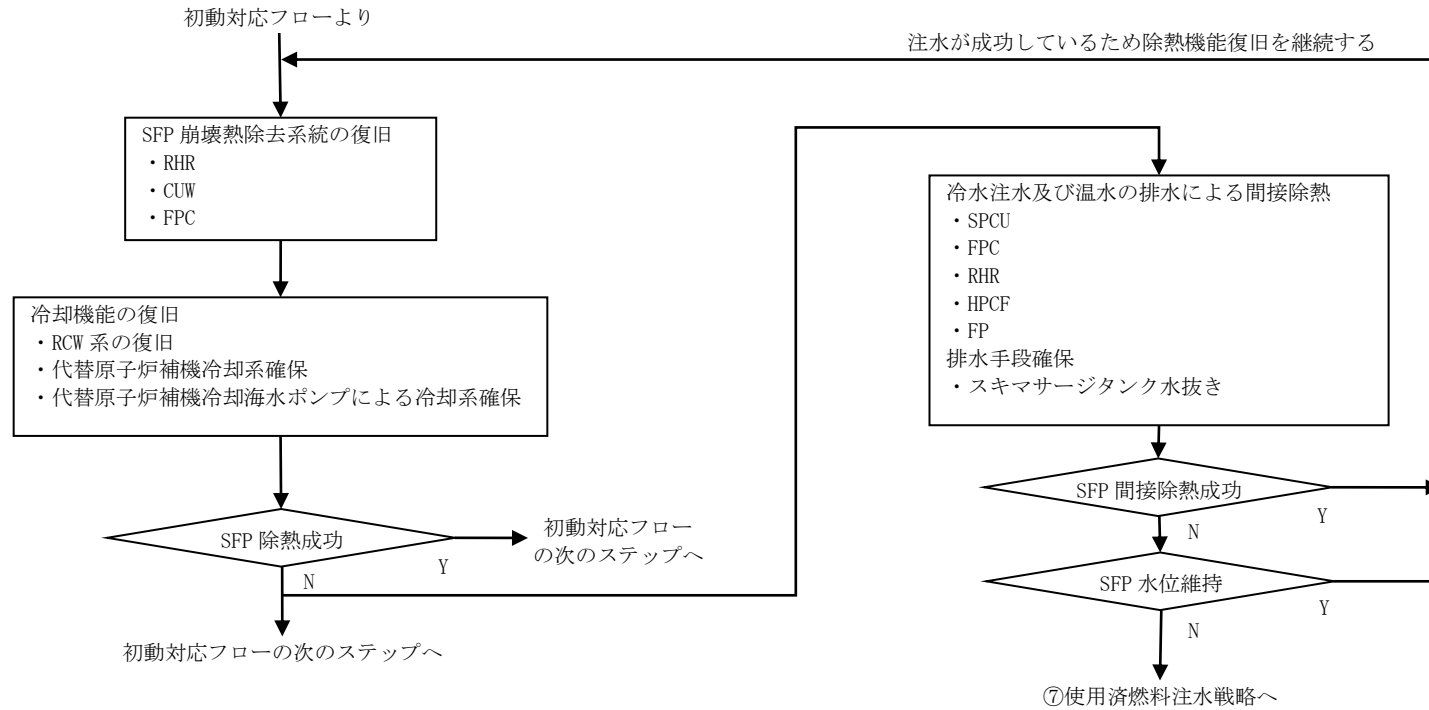 初動対応フローより
注水が成功しているため除熱機能復旧を継続する
SFP 崩壊熱除去系統の復旧
・RHR
・CUW
・FPC
冷却機能の復旧
・RCW 系の復旧
・代替原子炉補機冷却系確保
・代替原子炉補機冷却海水ポンプによる冷却系確保
SFP 除熱成功
Y
N
初動対応フロー
の次のステップへ
初動対応フローの次のステップへ
冷水注水及び温水の排水による間接除熱
・SPCU
・FPC
・RHR
・HPCF
・FP
排水手段確保
・スキマサージタンク水抜き
SFP 間接除熱成功
Y
N
SFP 水位維持
Y
N
⑦使用済燃料注水戦略へ